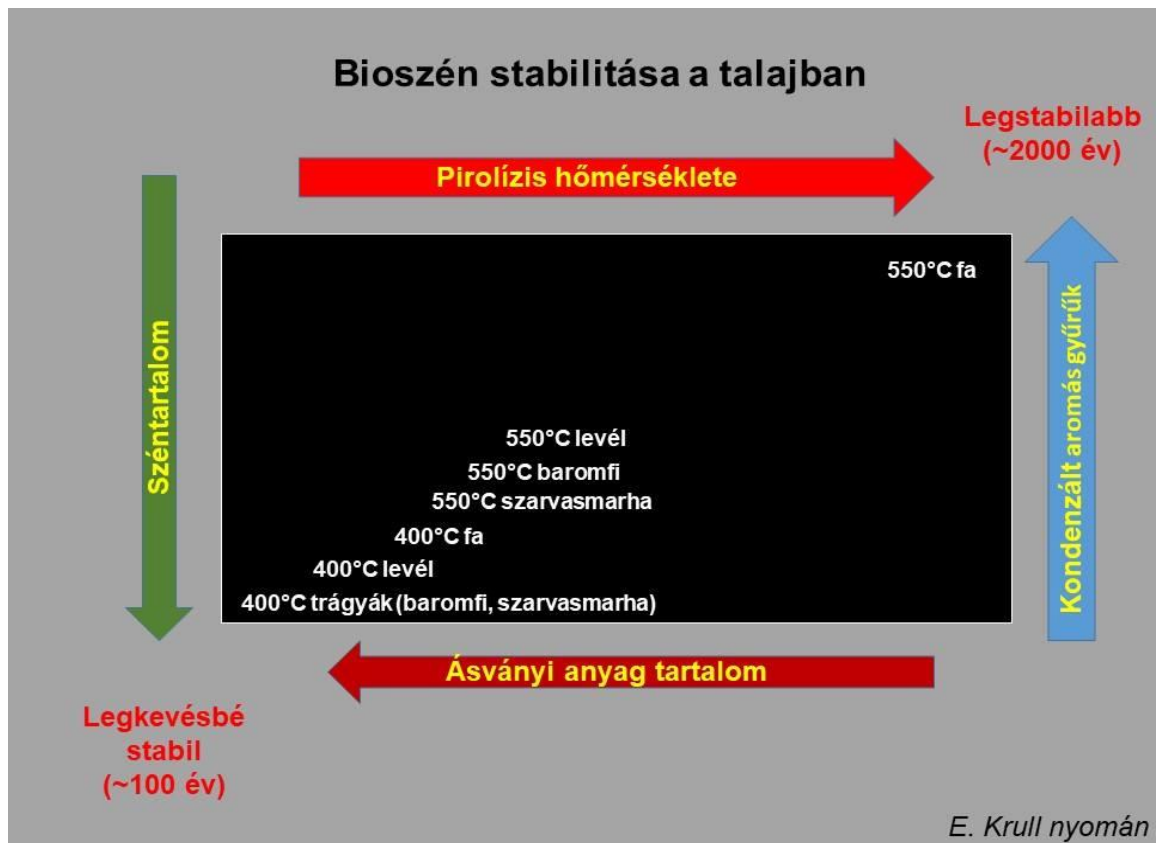 Bioszén stabilitása a talajban
Legstabilabb
(~2000 év)
Pirolízis hőmérséklete
Széntartalom
Kondenzált aromás gyűrűk
550°C fa
550°C levél
550°C baromfi
550°C szarvasmarha
400°C fa
400°C levél
400°C trágyák (baromfi, szarvasmarha)
Ásványi anyag tartalom
Legkevésbé
stabil
(~100 év)
E. Krull nyomán